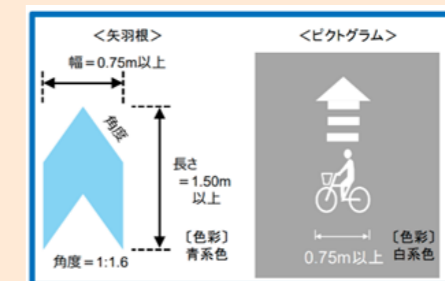 ＜矢羽根＞
幅＝0.75m以上
角度
長さ
＝1.50m
以上
〔色彩〕
青系色
角度＝1:1.6
＜ピクトグラム＞
〔色彩〕
0.75m以上 白系色